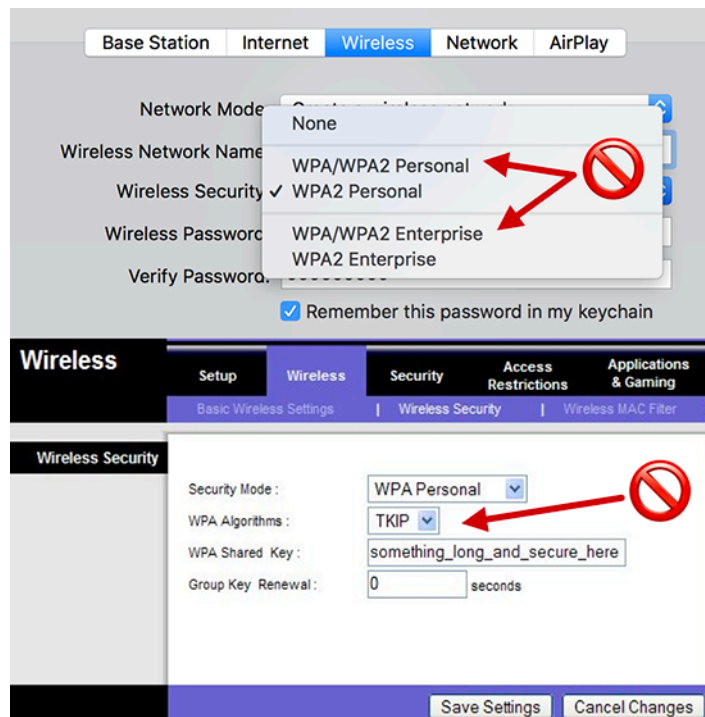 Base Station Internet Wireless Network AirPlay
Network Mode
None
Wireless Network Name
WPA/WPA2 Personal
Wireless Security ✓ WPA2 Personal
Wireless Password
WPA/WPA2 Enterprise
WPA2 Enterprise
Verify Password:
Remember this password in my keychain
Wireless
Setup Wireless Security Access Restrictions Applications & Gaming
Basic Wireless Settings | Wireless Security | Wireless MAC Filter
Wireless Security
Security Mode : WPA Personal
WPA Algorithms : TKIP
WPA Shared Key : something_long_and_secure_here
Group Key Renewal : 0 seconds
Save Settings Cancel Changes